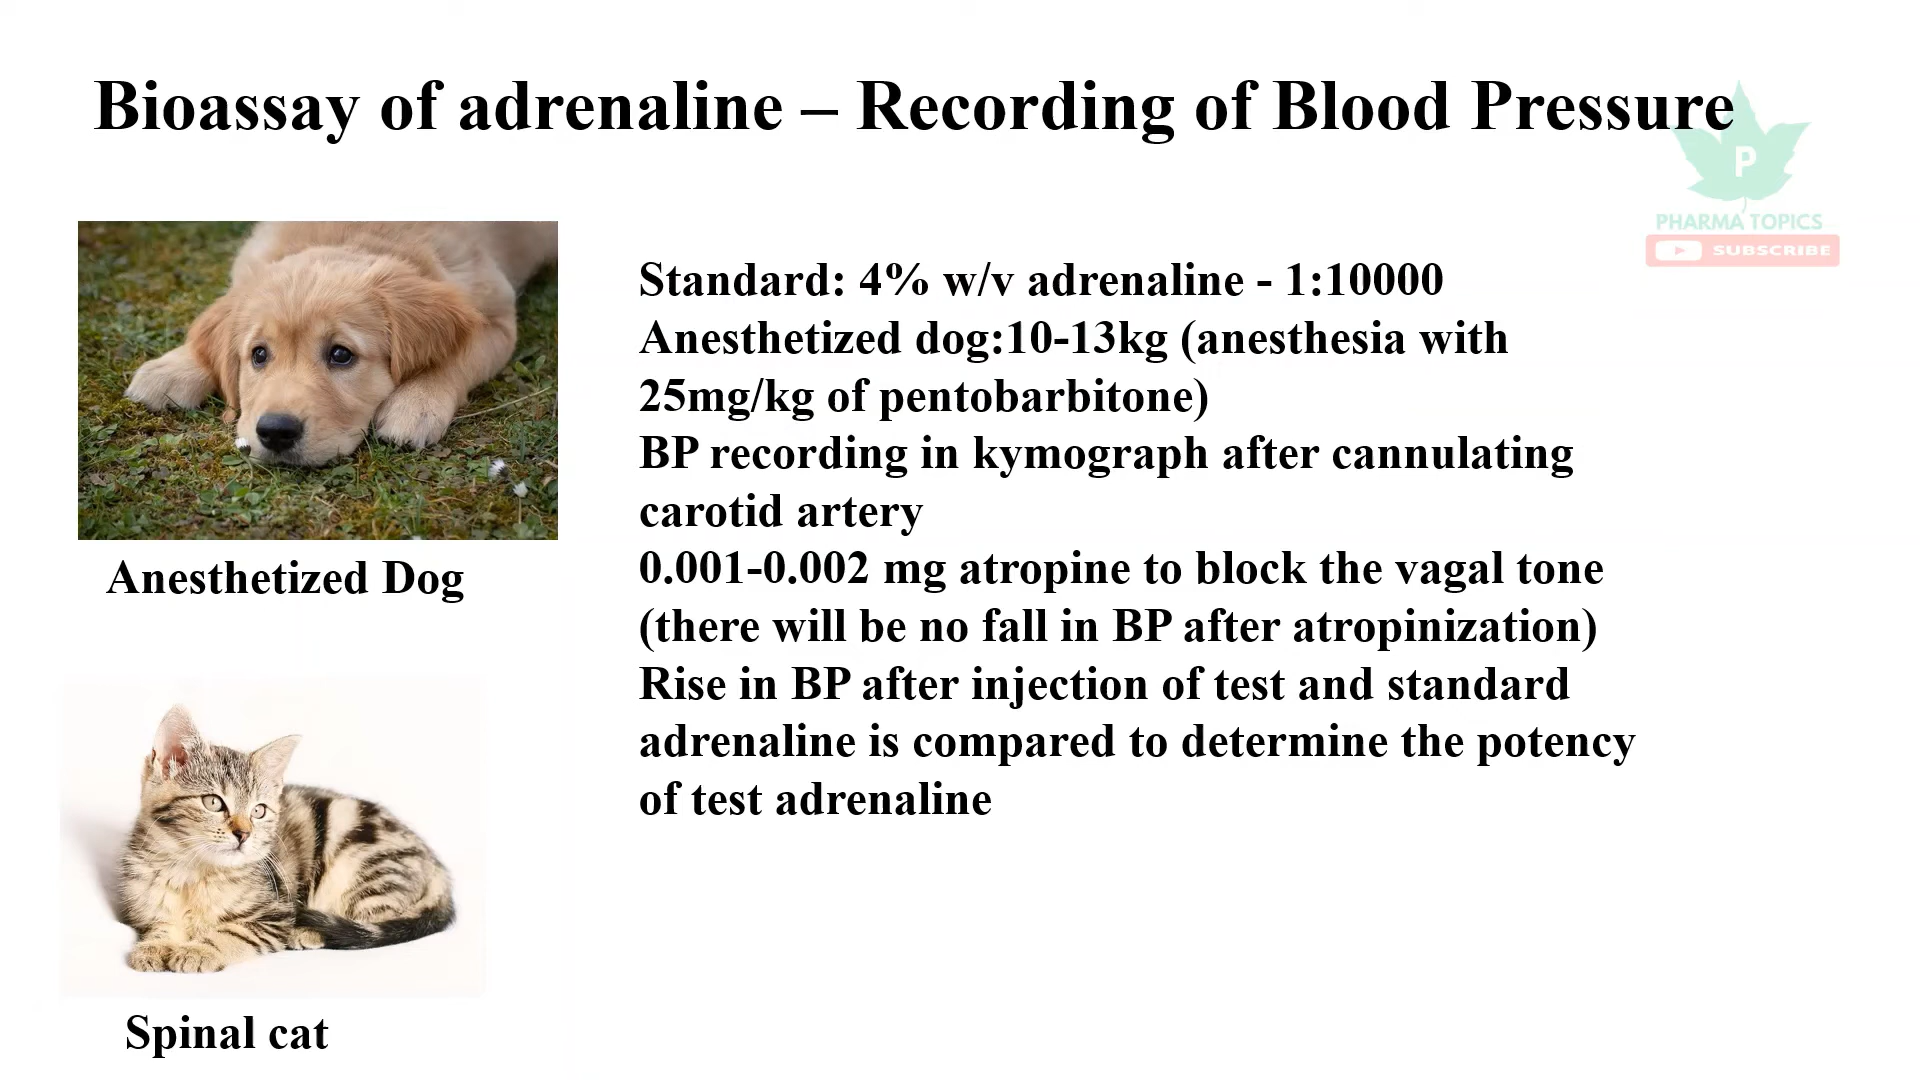 Bioassay of adrenaline – Recording of Blood Pressure
P
PHARMA TOPICS
SUBSCRIBE
Standard: 4% w/v adrenaline - 1:10000
Anesthetized dog:10-13kg (anesthesia with
25mg/kg of pentobarbitone)
BP recording in kymograph after cannulating
carotid artery
0.001-0.002 mg atropine to block the vagal tone
(there will be no fall in BP after atropinization)
Rise in BP after injection of test and standard
adrenaline is compared to determine the potency
of test adrenaline
Anesthetized Dog
Spinal cat